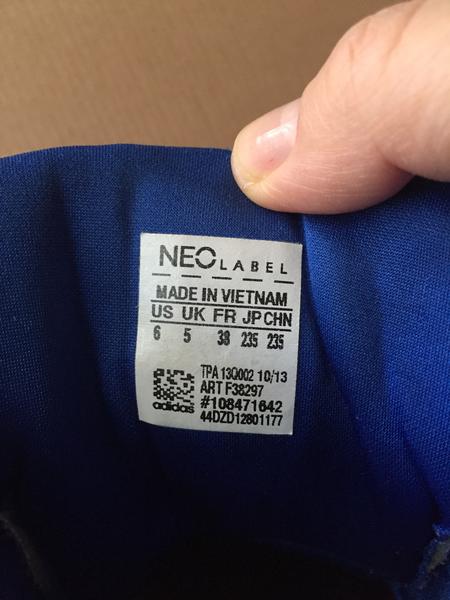 NEO LABEL
MADE IN VIETNAM
US UK FR JP CHN
6 5 38 235 235
TPA 13Q002 10/13
ART F38297
#108471642
adidas 44DZD12801177